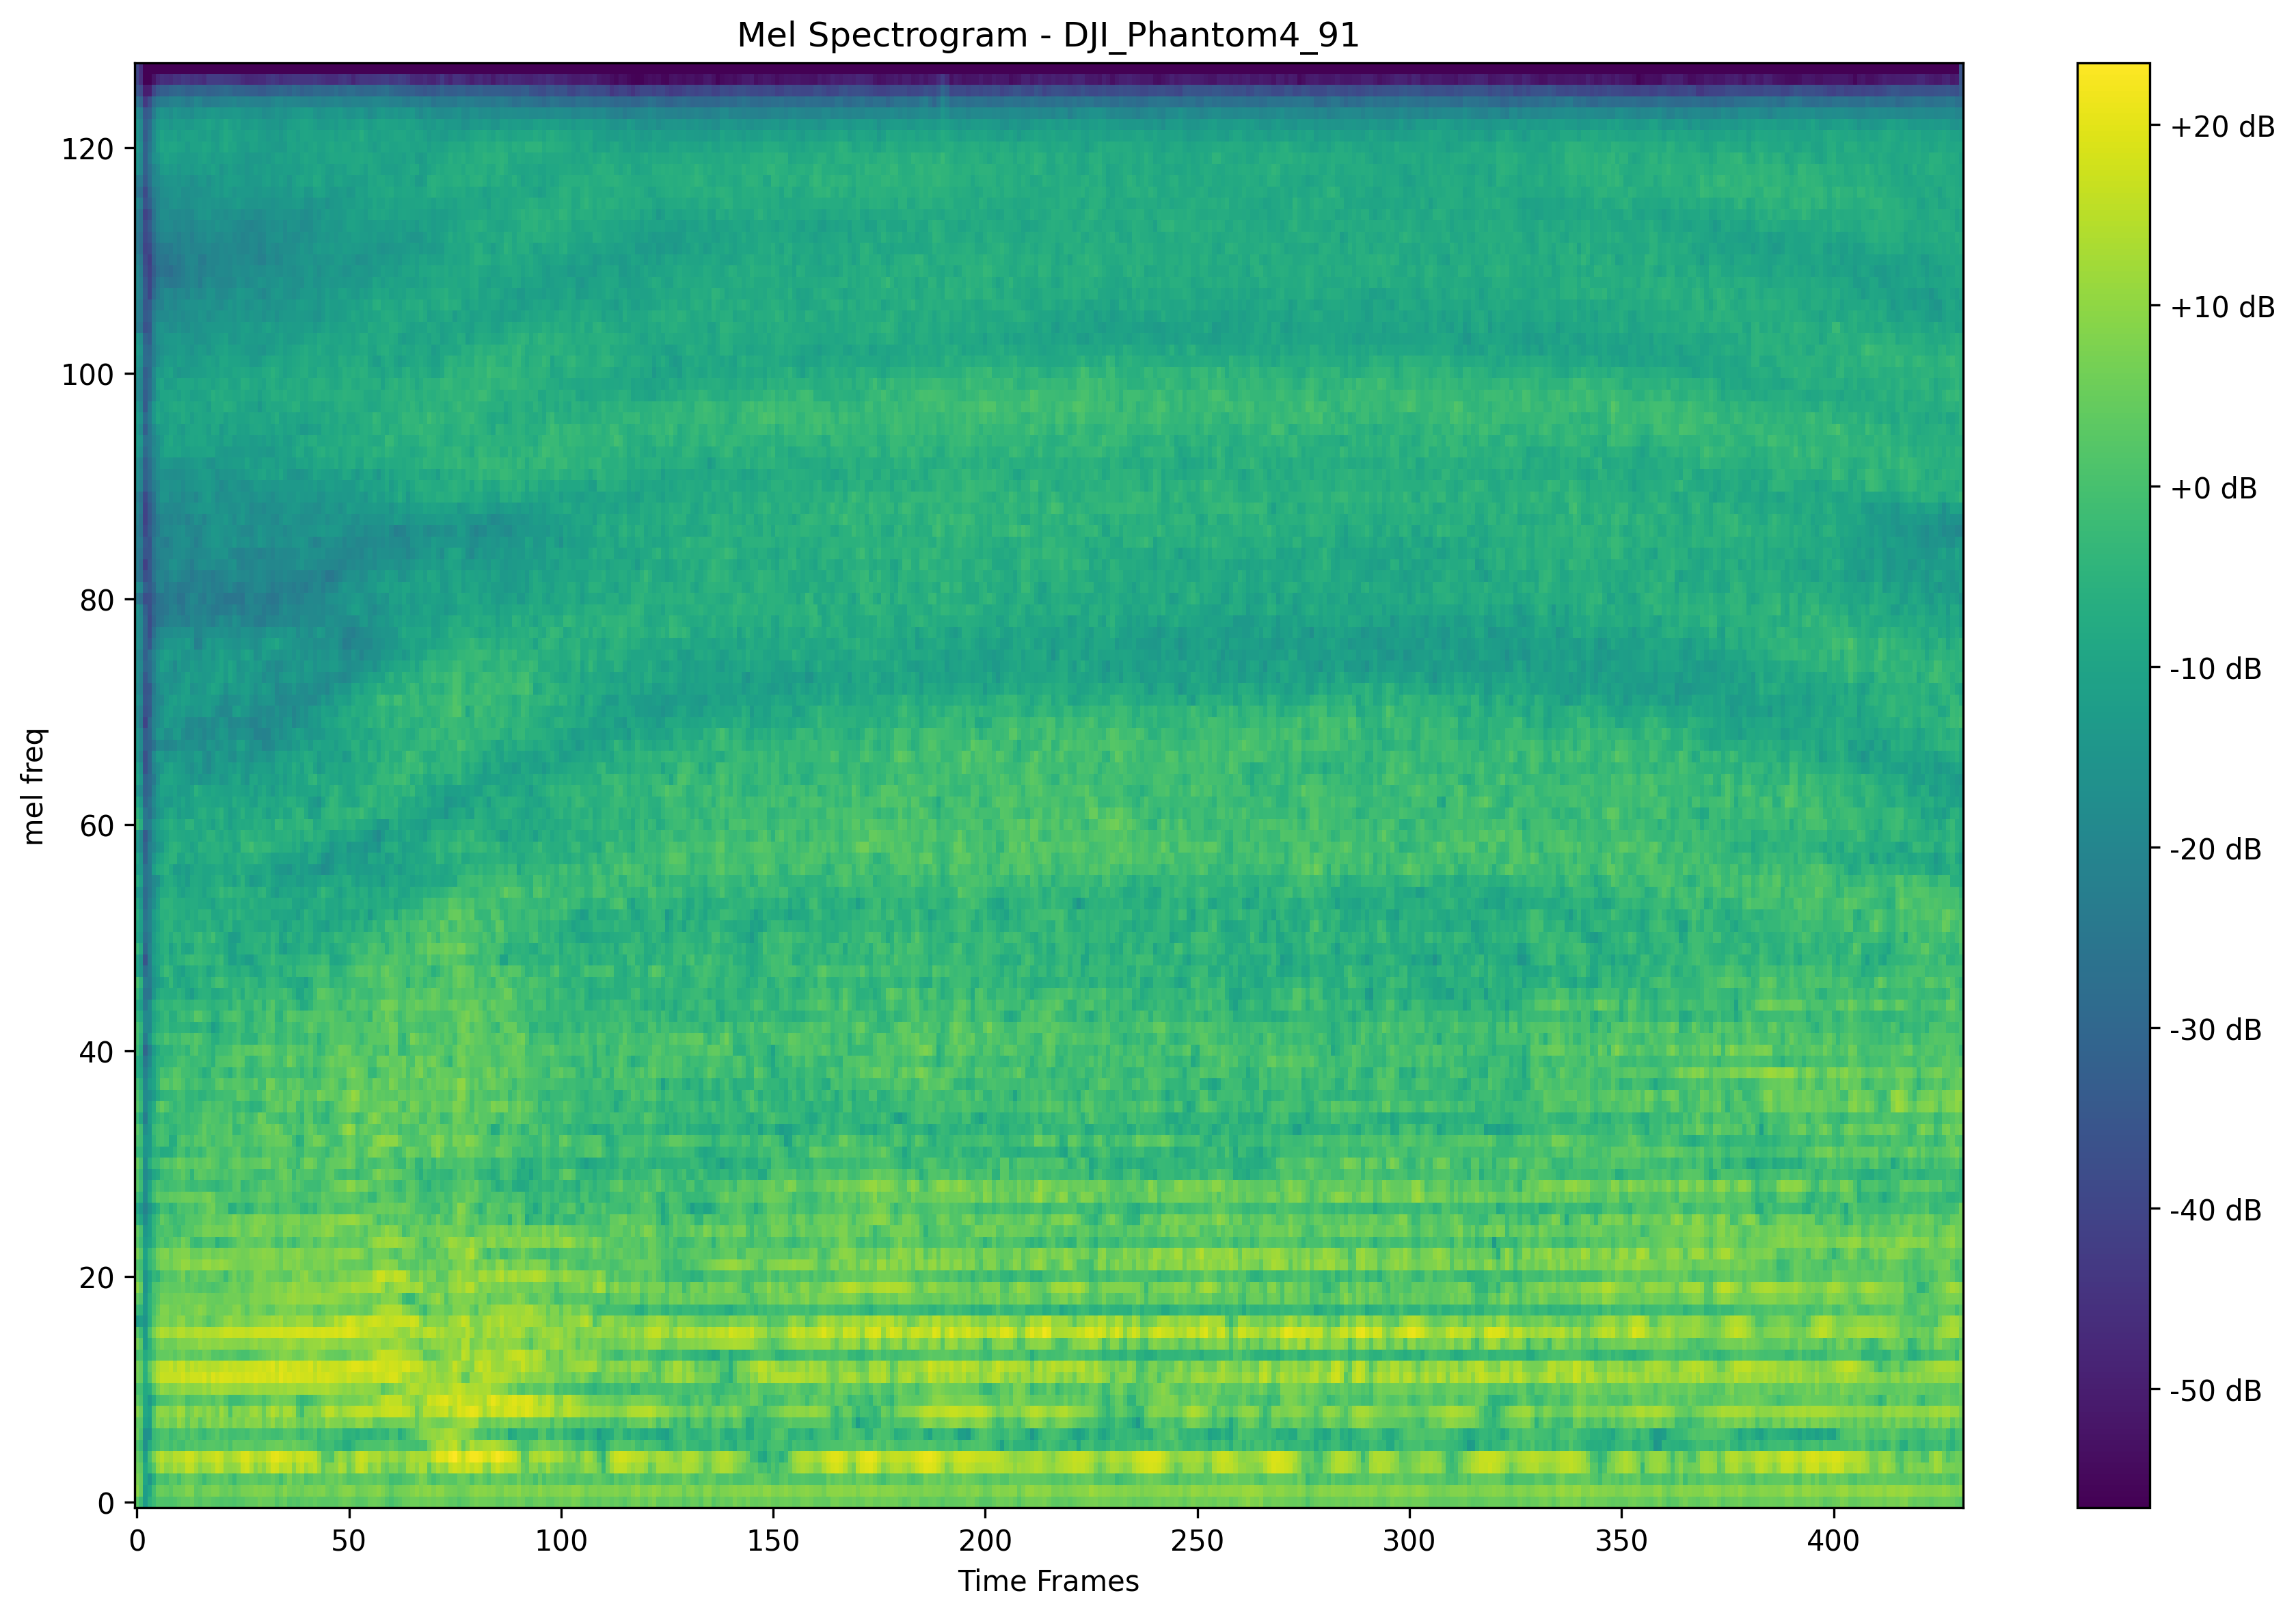 Mel Spectrogram - DJI_Phantom4_91
mel freq
120
100
80
60
40
20
0
0 50 100 150 200 250 300 350 400
Time Frames
+20 dB
+10 dB
+0 dB
-10 dB
-20 dB
-30 dB
-40 dB
-50 dB